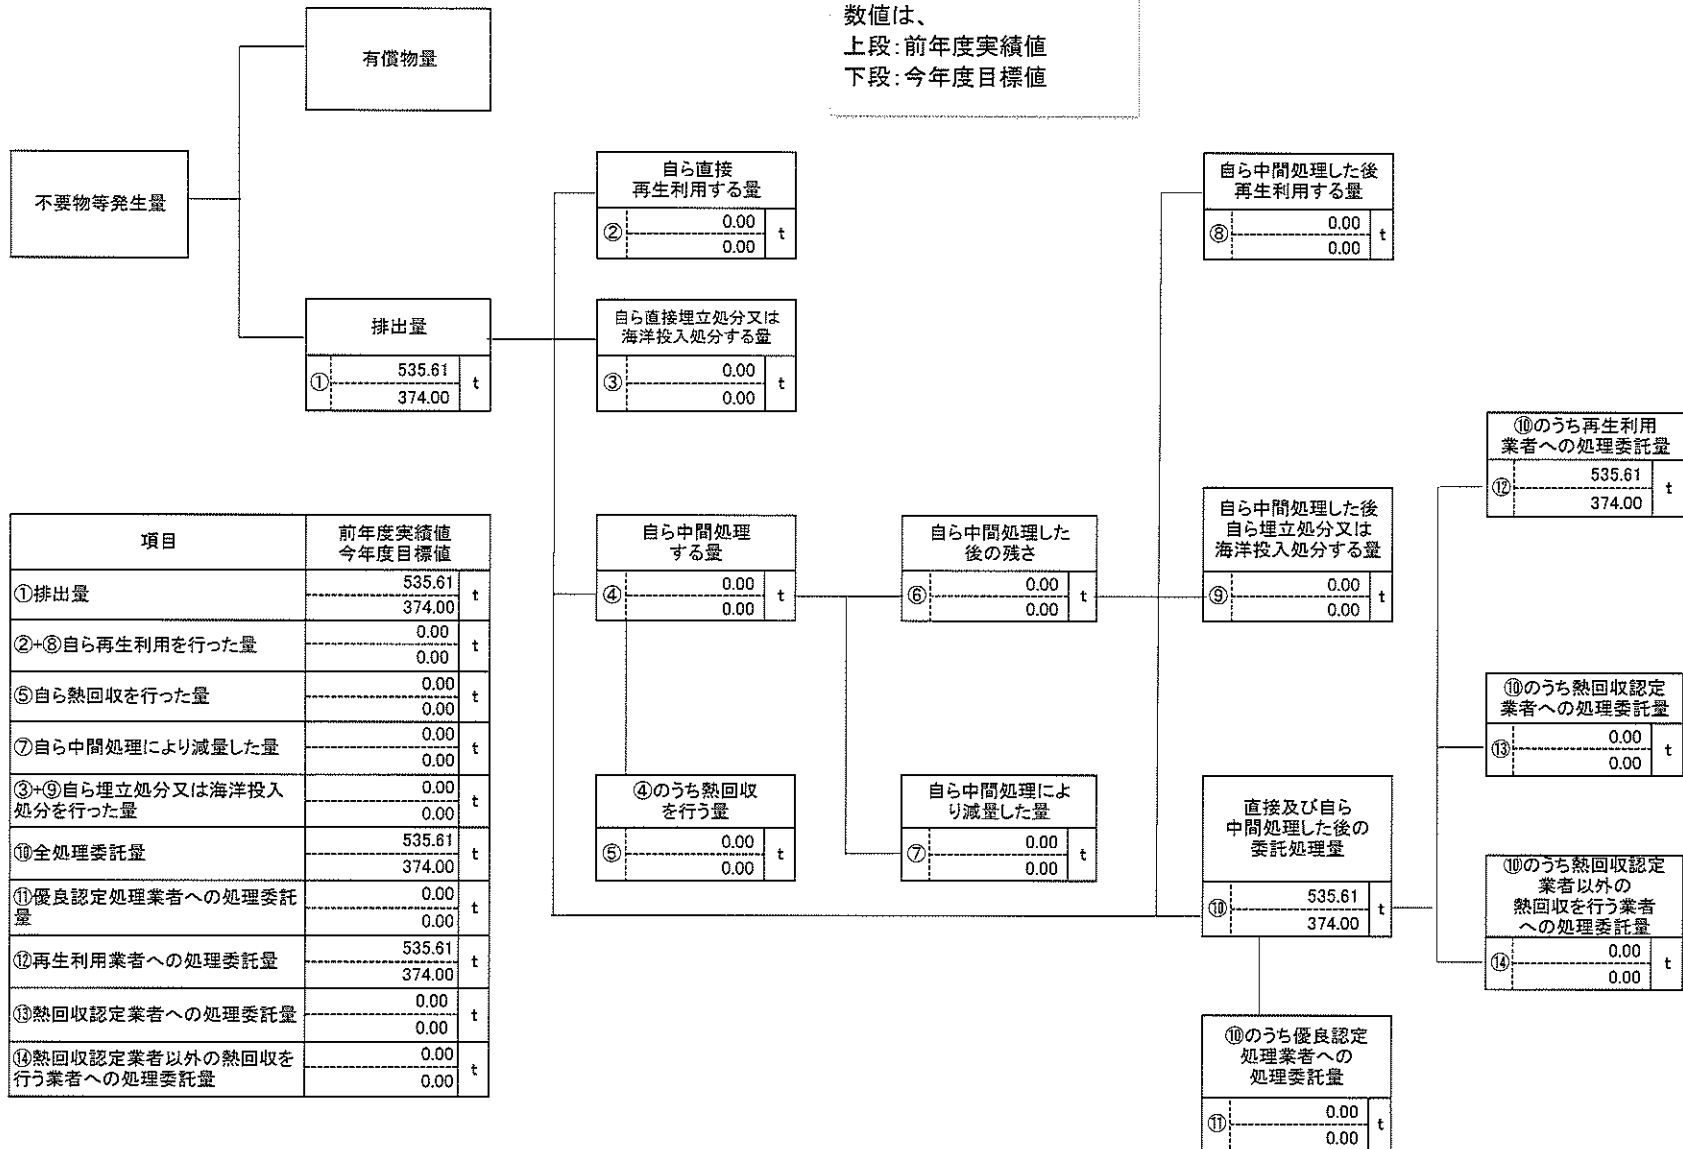 数値は、
上段：前年度実績値
下段：今年度目標値
有償物量
不要物等発生量
排出量
① 535.61 t
374.00
自ら直接
再生利用する量
② 0.00 t
0.00
自ら直接埋立処分又は
海洋投入処分する量
③ 0.00 t
0.00
自ら中間処理
する量
④ 0.00 t
0.00
④のうち熱回収
を行う量
⑤ 0.00 t
0.00
自ら中間処理した
後の残さ
⑥ 0.00 t
0.00
自ら中間処理によ
り減量した量
⑦ 0.00 t
0.00
自ら中間処理した後
再生利用する量
⑧ 0.00 t
0.00
自ら中間処理した後
自ら埋立処分又は
海洋投入処分する量
⑨ 0.00 t
0.00
直接及び自ら
中間処理した後の
委託処理量
⑩ 535.61 t
374.00
⑩のうち優良認定
処理業者への
処理委託量
⑪ 0.00 t
0.00
⑩のうち再生利用
業者への処理委託量
⑫ 535.61 t
374.00
⑩のうち熱回収認定
業者への処理委託量
⑬ 0.00 t
0.00
⑩のうち熱回収認定
業者以外の
熱回収を行う業者
への処理委託量
⑭ 0.00 t
0.00
項目 前年度実績値
今年度目標値
①排出量 535.61 t
374.00
②+⑧自ら再生利用を行った量 0.00 t
0.00
⑤自ら熱回収を行った量 0.00 t
0.00
⑦自ら中間処理により減量した量 0.00 t
0.00
③+⑨自ら埋立処分又は海洋投入 0.00 t
処分を行った量 0.00
⑩全処理委託量 535.61 t
374.00
⑪優良認定処理業者への処理委託 0.00 t
量 0.00
⑫再生利用業者への処理委託量 535.61 t
374.00
⑬熱回収認定業者への処理委託量 0.00 t
0.00
⑭熱回収認定業者以外の熱回収を 0.00 t
行う業者への処理委託量 0.00